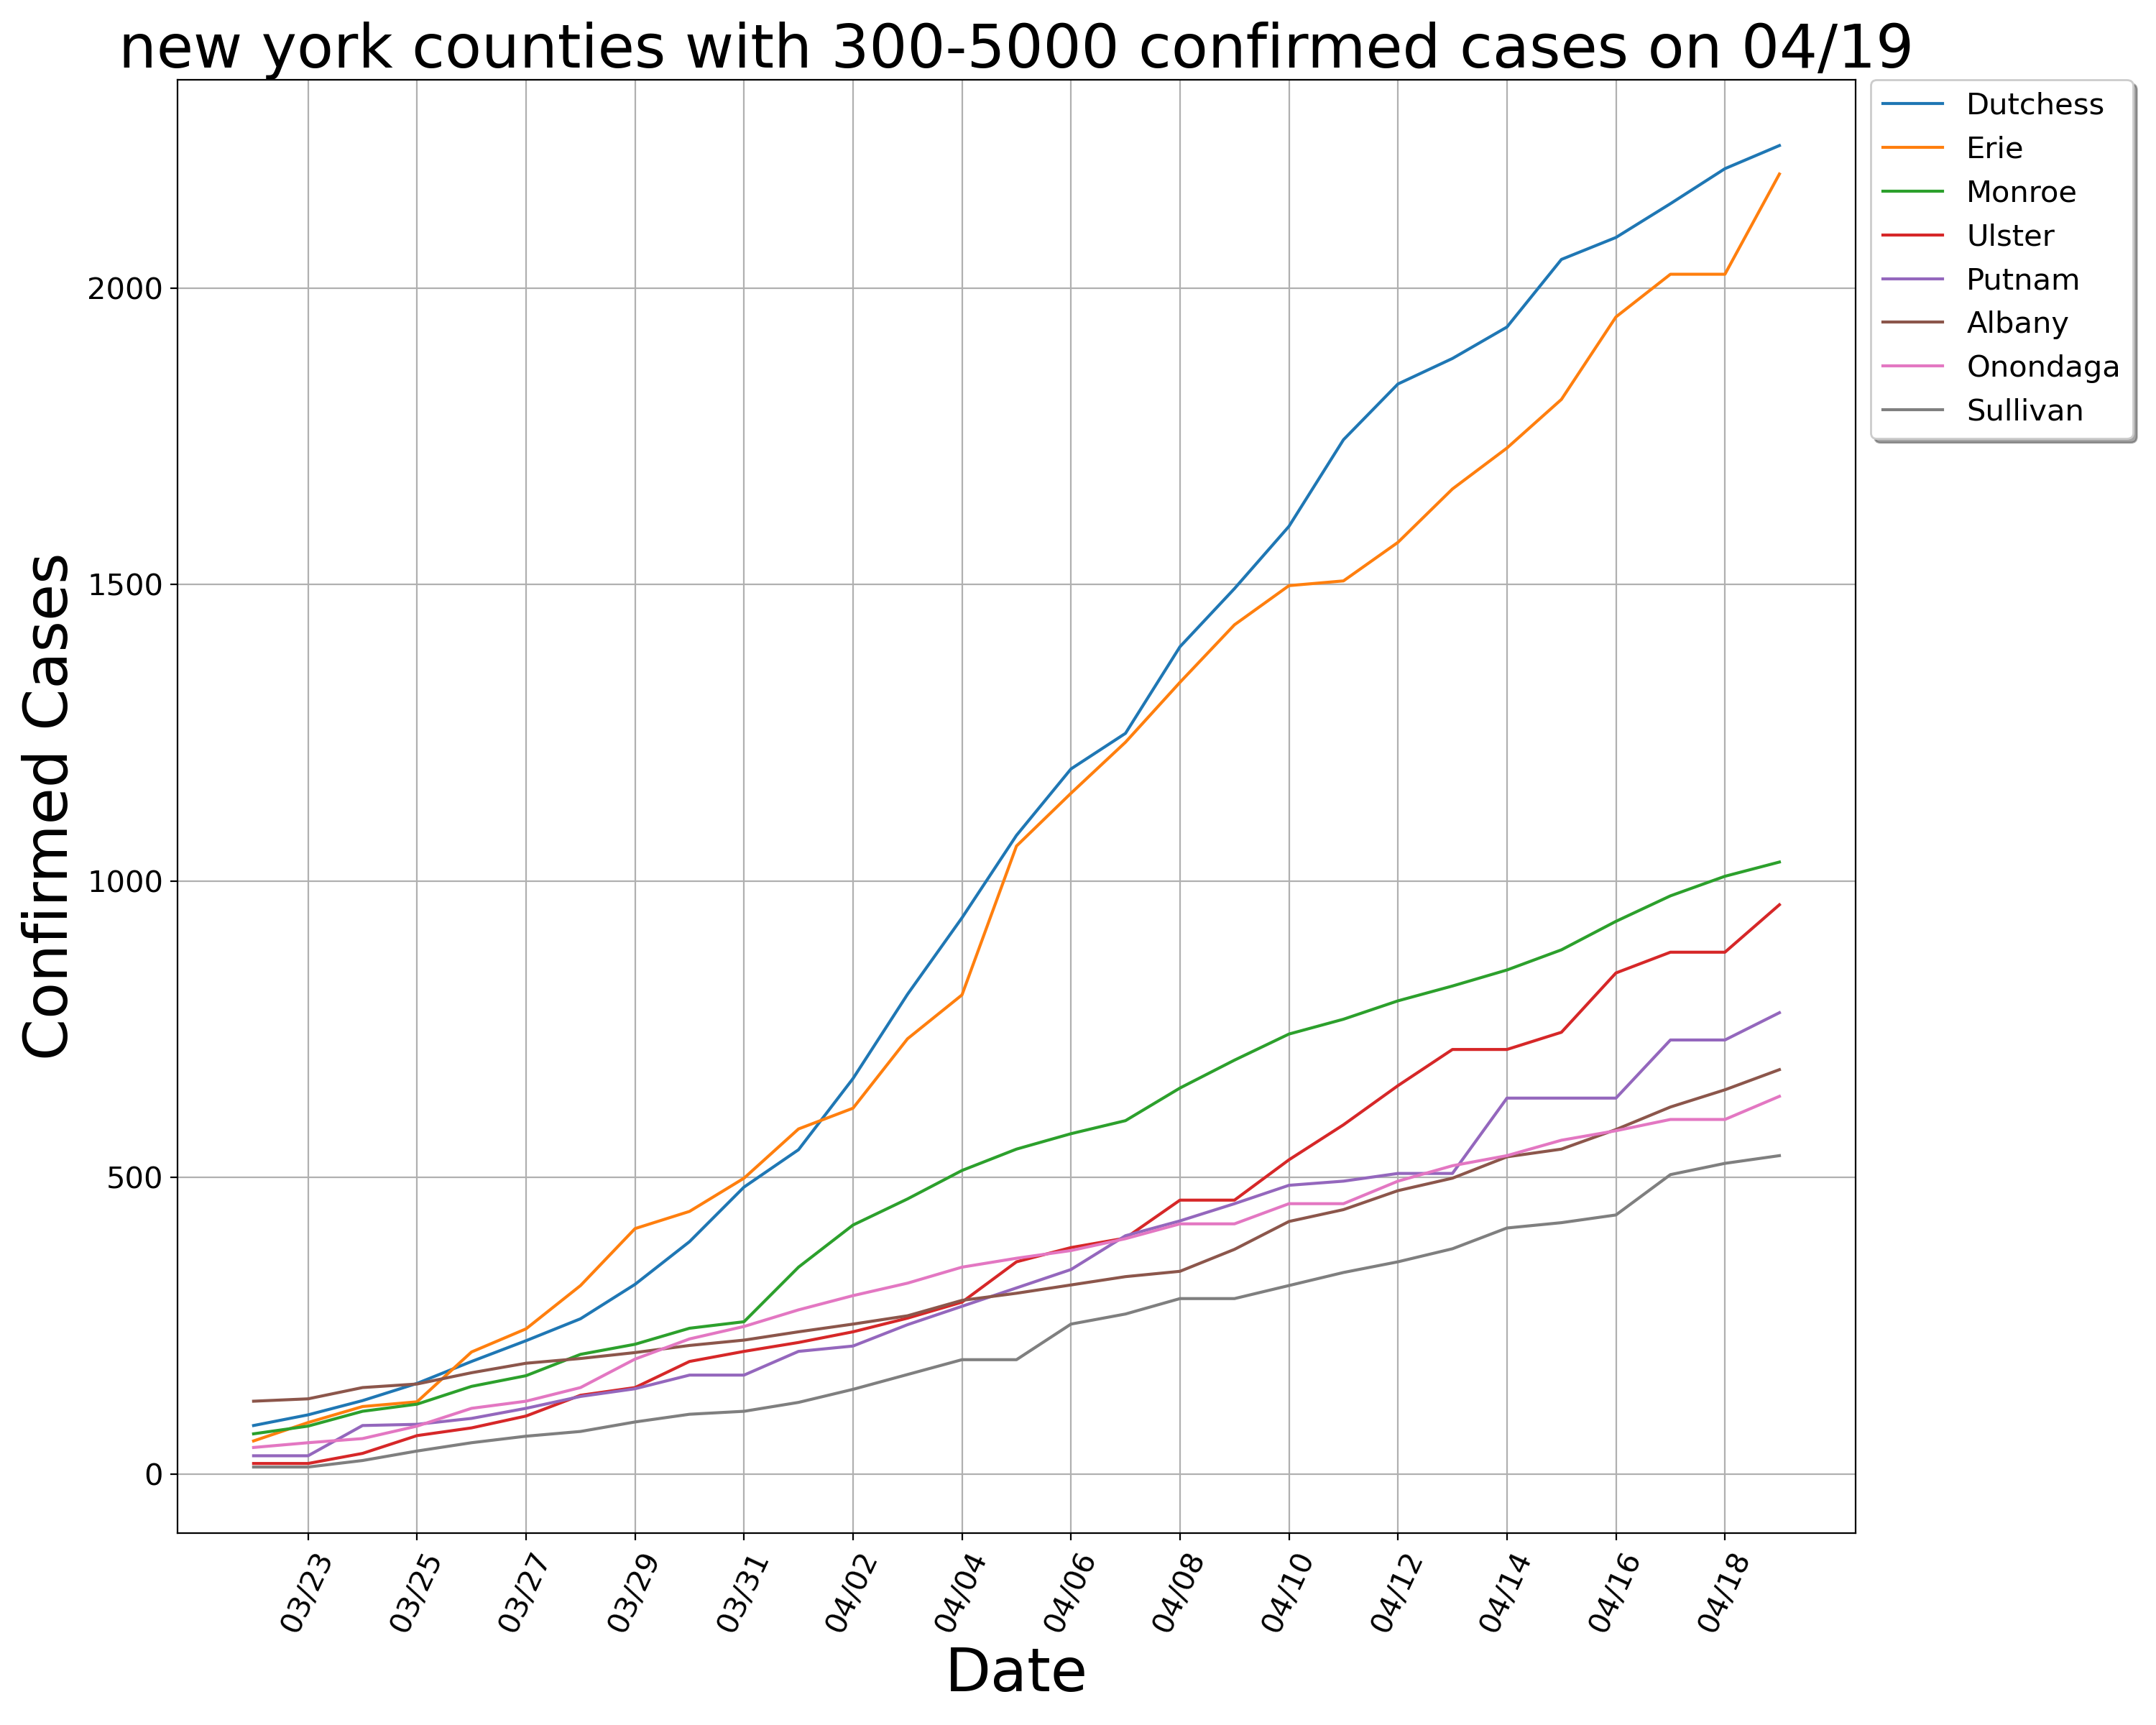 new york counties with 300-5000 confirmed cases on 04/19
Dutchess
Erie
Monroe
Ulster
Putnam
Albany
Onondaga
Sullivan
Confirmed Cases
2000
1500
1000
500
0
03/23
03/25
03/27
03/29
03/31
04/02
04/04
04/06
04/08
04/10
04/12
04/14
04/16
04/18
Date